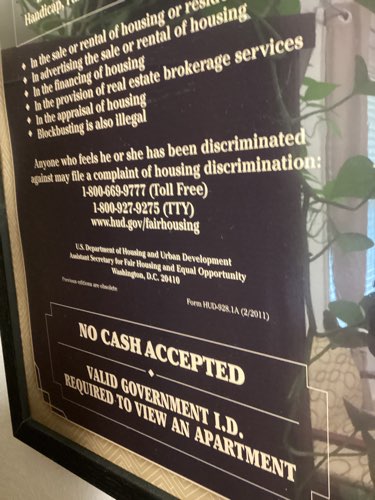 Handicap,
♦ In the sale or rental of housing or
♦ In advertising the sale or rental of housing
♦ In the financing of housing
♦ In the provision of real estate brokerage services
♦ In the appraisal of housing
♦ Blockbusting is also illegal
Anyone who feels he or she has been discriminated
against may file a complaint of housing discrimination:
1-800-669-9777 (Toll Free)
1-800-927-9275 (TTY)
www.hud.gov/fairhousing
U.S. Department of Housing and Urban Development
Assistant Secretary for Fair Housing and Equal Opportunity
Washington, D.C. 20410
Previous editions are obsolete
Form HUD-928.1A (2/2011)
NO CASH ACCEPTED
♦
VALID GOVERNMENT I.D.
REQUIRED TO VIEW AN APARTMENT